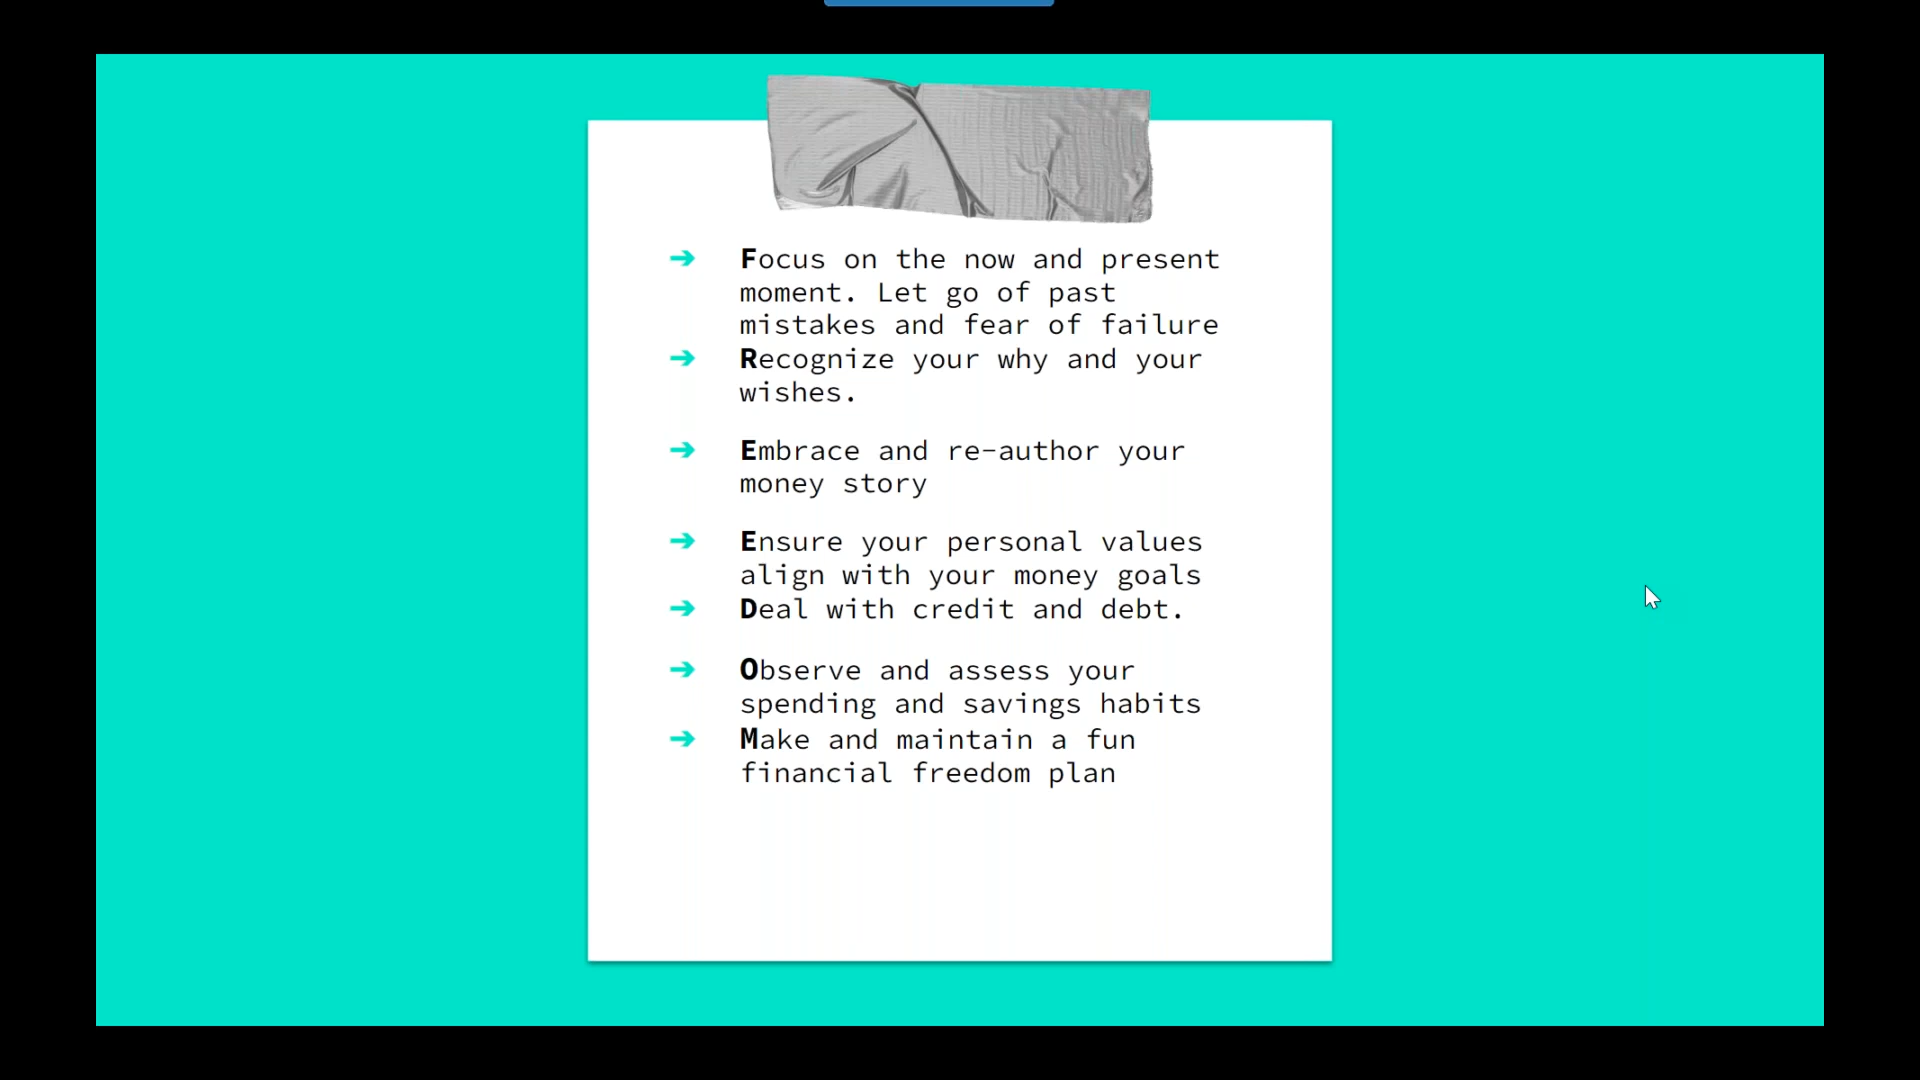 ➔ Focus on the now and present
moment. Let go of past
mistakes and fear of failure
➔ Recognize your why and your
wishes.
➔ Embrace and re-author your
money story
➔ Ensure your personal values
align with your money goals
➔ Deal with credit and debt.
➔ Observe and assess your
spending and savings habits
➔ Make and maintain a fun
financial freedom plan